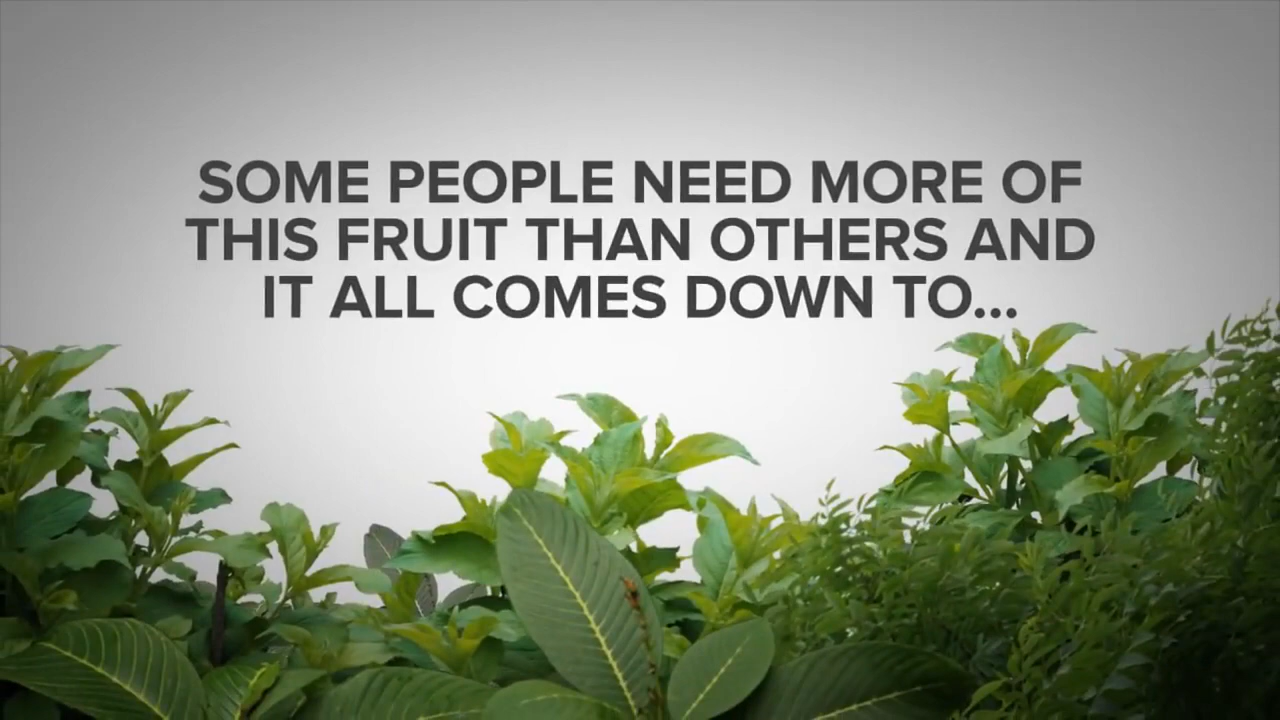 SOME PEOPLE NEED MORE OF
THIS FRUIT THAN OTHERS AND
IT ALL COMES DOWN TO...